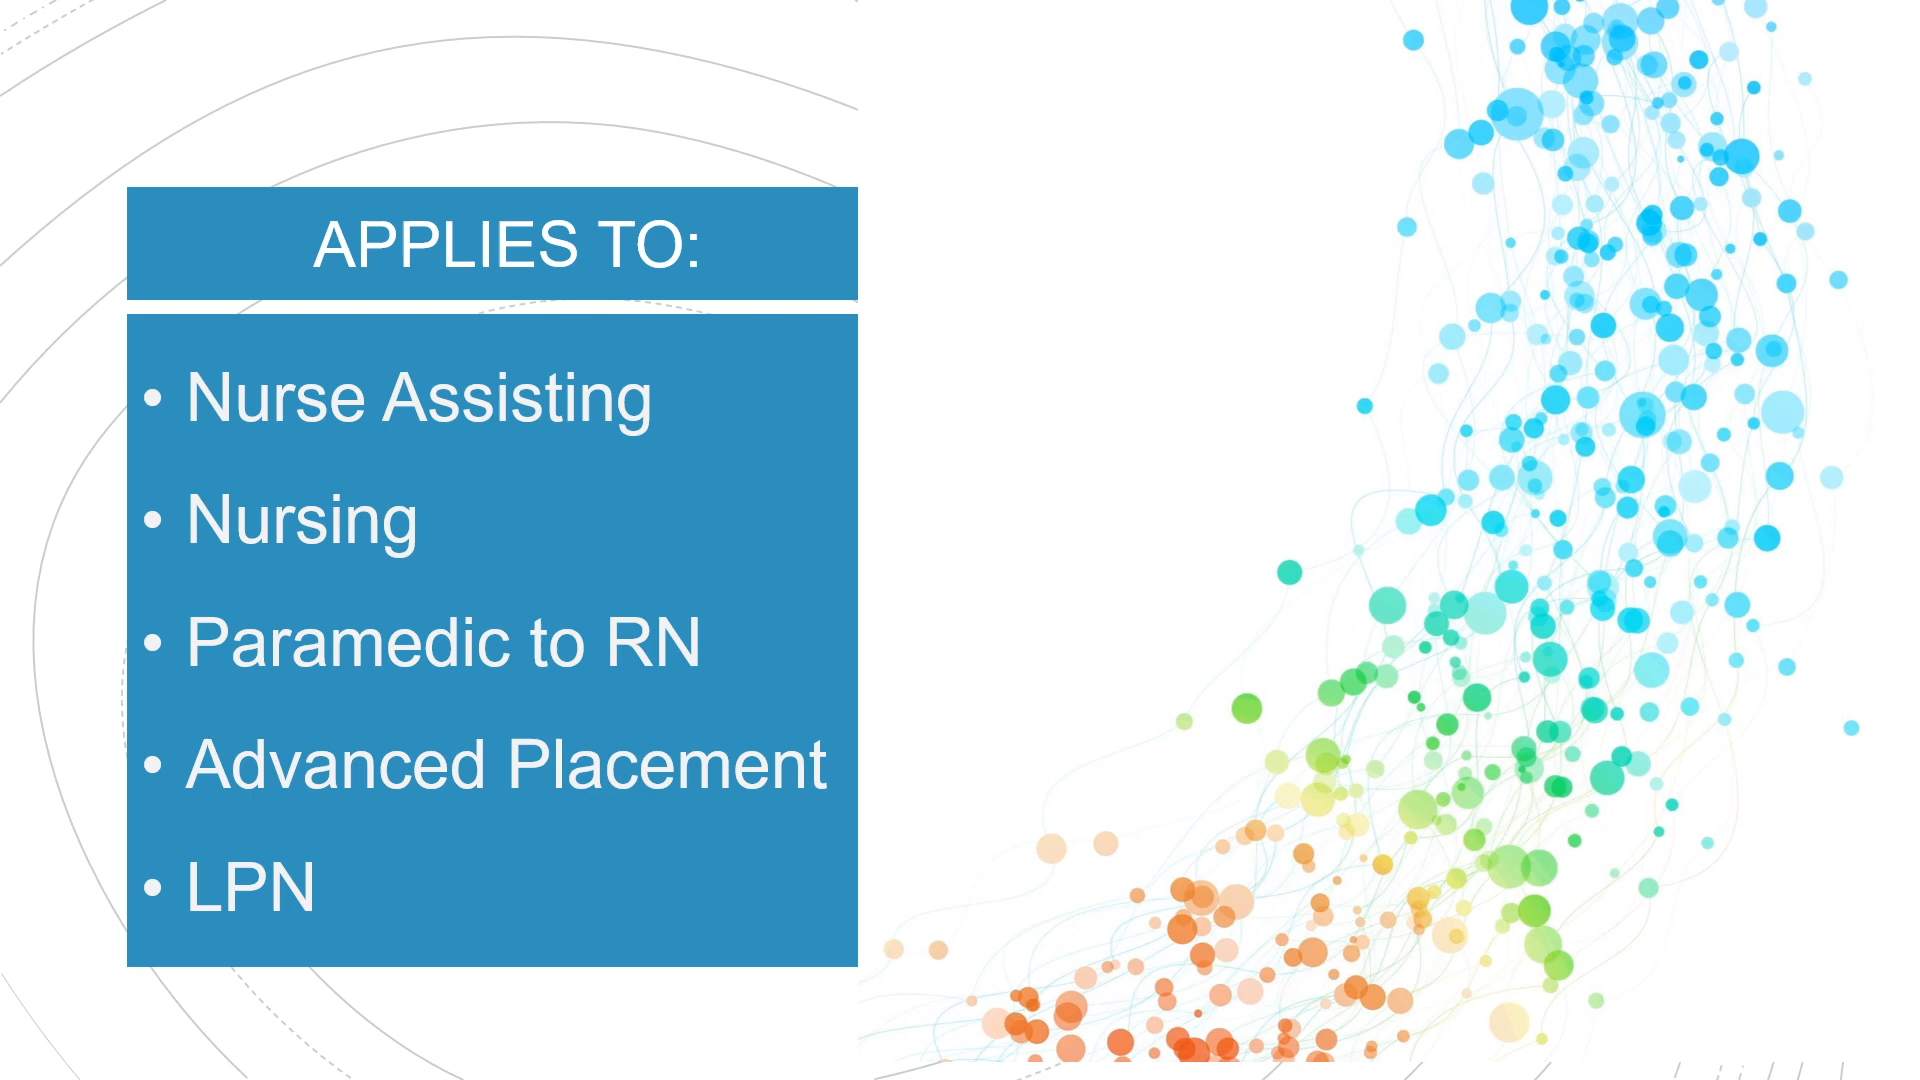 APPLIES TO:
• Nurse Assisting
• Nursing
• Paramedic to RN
• Advanced Placement
• LPN